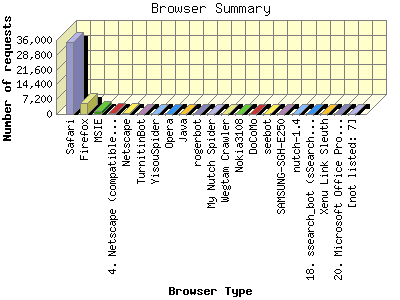 Browser Summary
Number of requests
36,000
28,800
21,600
14,400
7,200
0
Safari
Firefox
MSIE
4. Netscape (compatible...
Netscape
TurnitinBot
YisouSpider
Opera
Java
rogerbot
My Nutch Spider
Wegtam Crawler
Nokia3108
DoCoMo
seebot
SAMSUNG-SGH-E250
nutch-1.4
18. ssearch_bot (sSearch...
Xenu Link Sleuth
20. Microsoft Office Pro...
[not listed: 7]
Browser Type